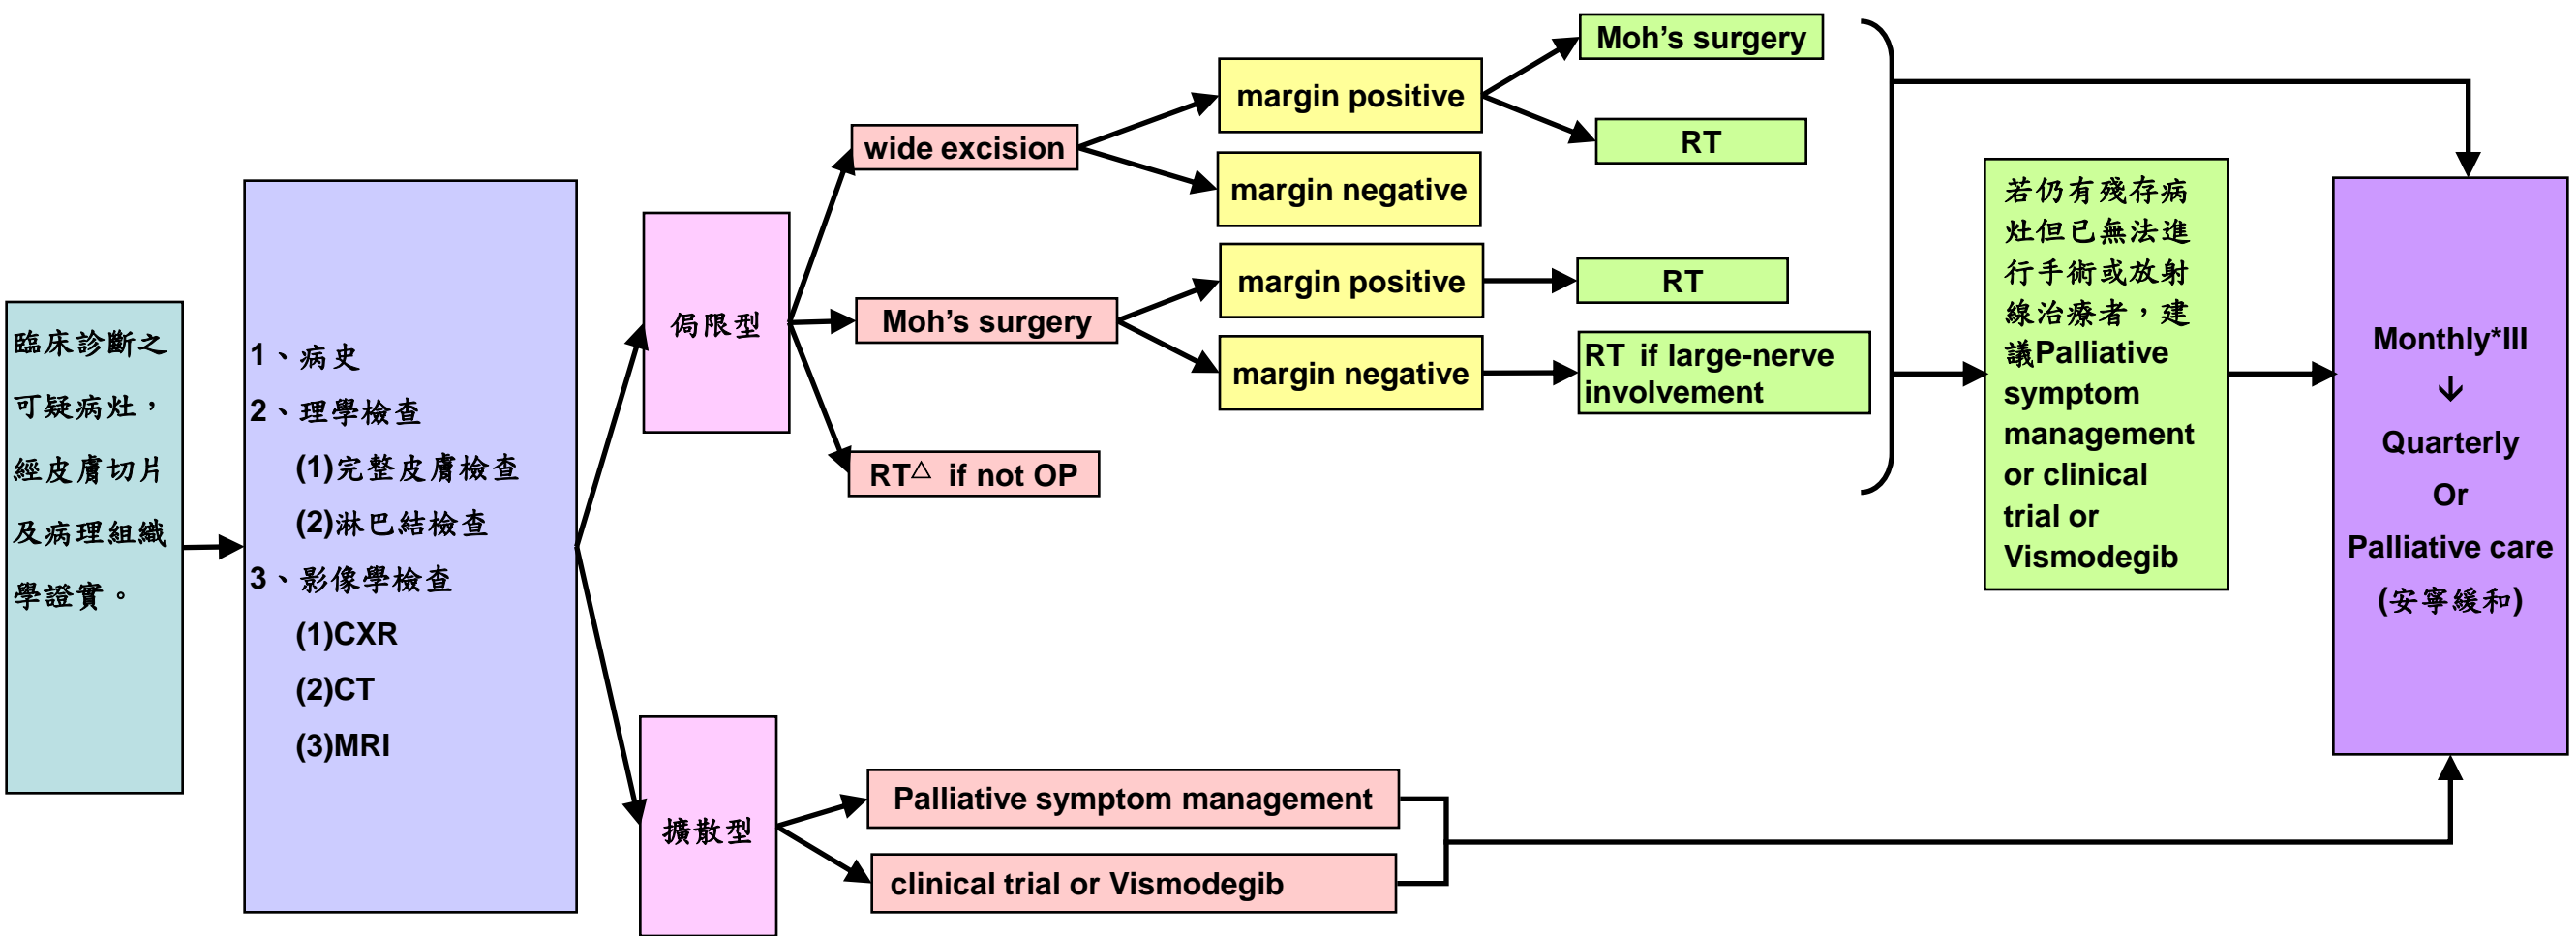 臨床診斷之
可疑病灶，
經皮膚切片
及病理組織
學證實。
1、病史
2、理學檢查
(1)完整皮膚檢查
(2)淋巴結檢查
3、影像學檢查
(1)CXR
(2)CT
(3)MRI
侷限型
擴散型
wide excision
Moh's surgery
RT△ if not OP
margin positive
margin negative
margin positive
margin negative
Moh's surgery
RT
RT
RT if large-nerve
involvement
Palliative symptom management
clinical trial or Vismodegib
若仍有殘存病
灶但已無法進
行手術或放射
線治療者，建
議Palliative
symptom
management
or clinical
trial or
Vismodegib
Monthly*III
↓
Quarterly
Or
Palliative care
(安寧緩和)